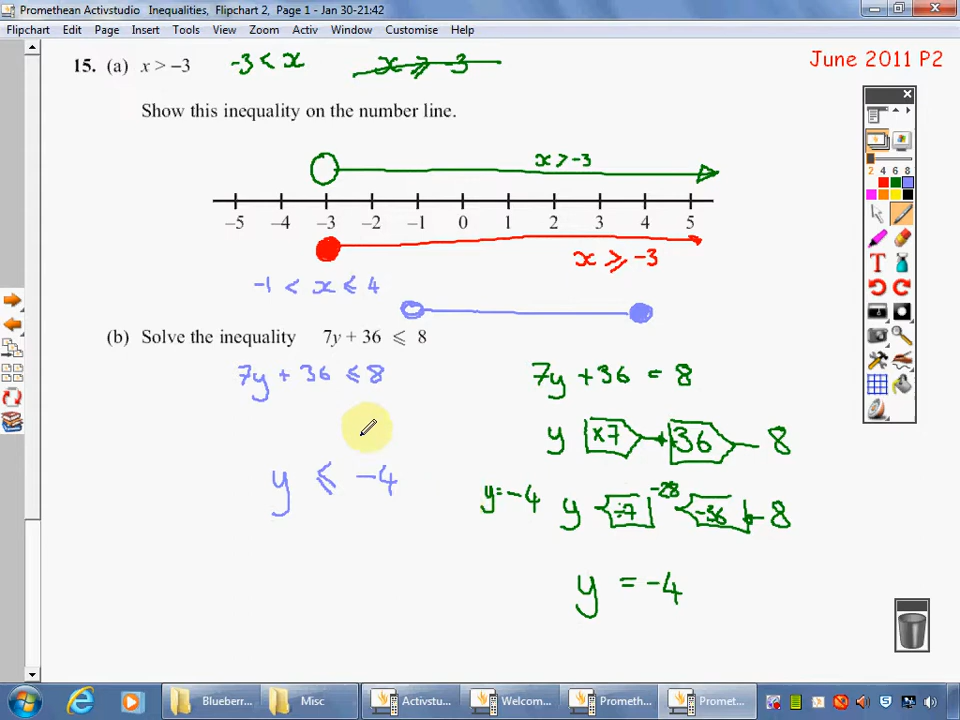 Promethean Activstudio Inequalities, Flipchart 2, Page 1 - Jan 30-21:42
Flipchart Edit Page Insert Tools View Zoom Activ Window Customise Help
June 2011 P2
15. (a) x > –3 -3 < x x ⩾ -3
Show this inequality on the number line.
x > -3
–5 –4 –3 –2 –1 0 1 2 3 4 5
x ⩾ -3
-1 < x ⩽ 4
(b) Solve the inequality 7y + 36 ⩽ 8
7y + 36 ⩽ 8
7y + 36 = 8
y ×7 +36 8
y ⩽ -4
y = -4 y ÷7 -28 -36 8
y = -4
2 4 6 8
T
Blueberr... Misc Activstu... Welcom... Prometh... Promet...